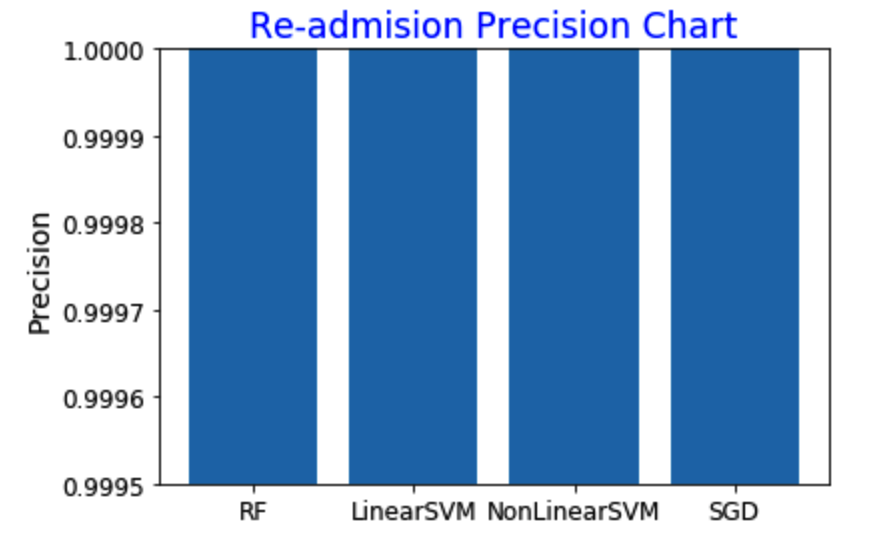 Re-admision Precision Chart
1.0000
0.9999
0.9998
0.9997
0.9996
0.9995
Precision
RF LinearSVM NonLinearSVM SGD